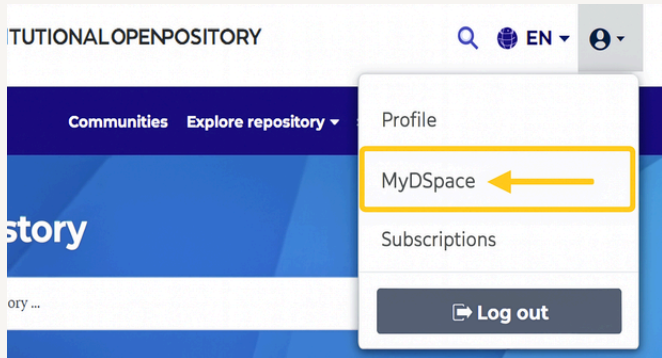 TUTIONALOPENPOSITORY
EN
Communities Explore repository
Profile
MyDSpace
Subscriptions
Log out
story
ory ...